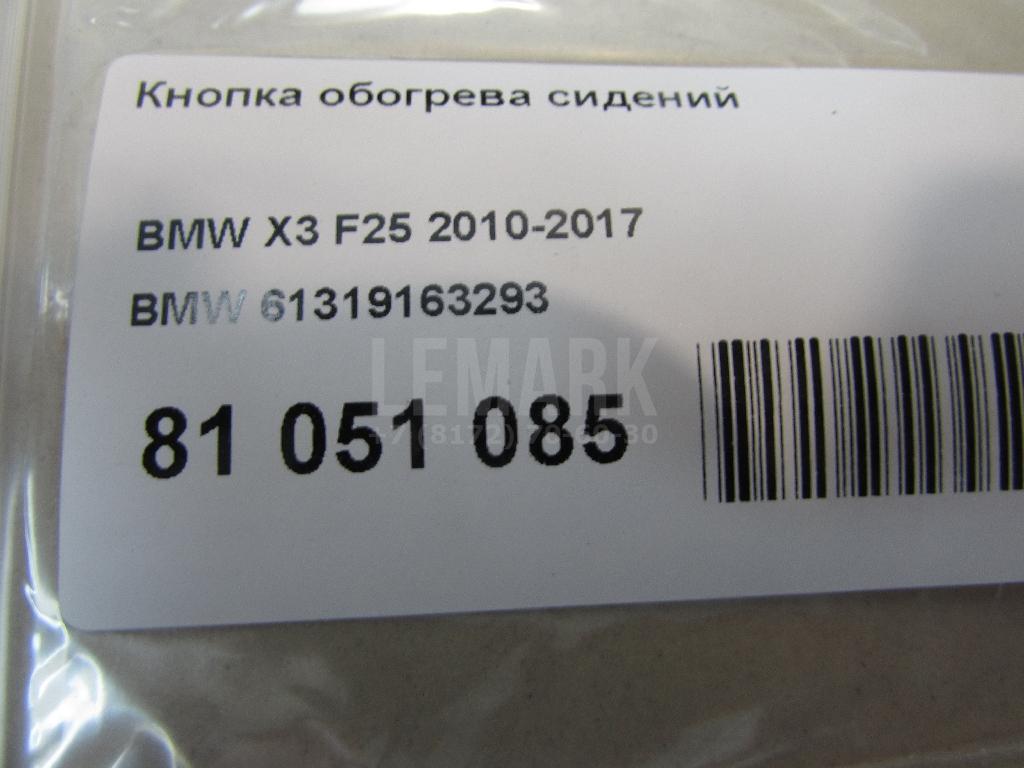 Кнопка обогрева сидений
BMW X3 F25 2010-2017
BMW 61319163293
LEMARK
81 051 085